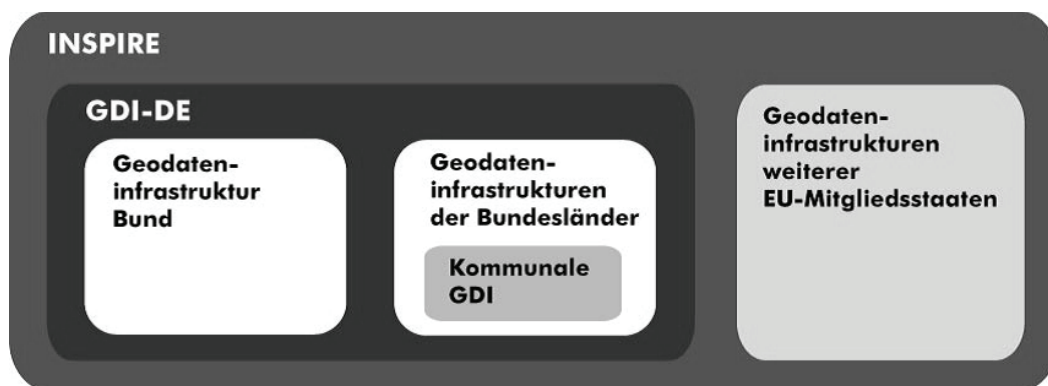 INSPIRE
GDI-DE
Geodaten-
infrastruktur
Bund
Geodaten-
infrastrukturen
der Bundesländer
Kommunale
GDI
Geodaten-
infrastrukturen
weiterer
EU-Mitgliedsstaaten